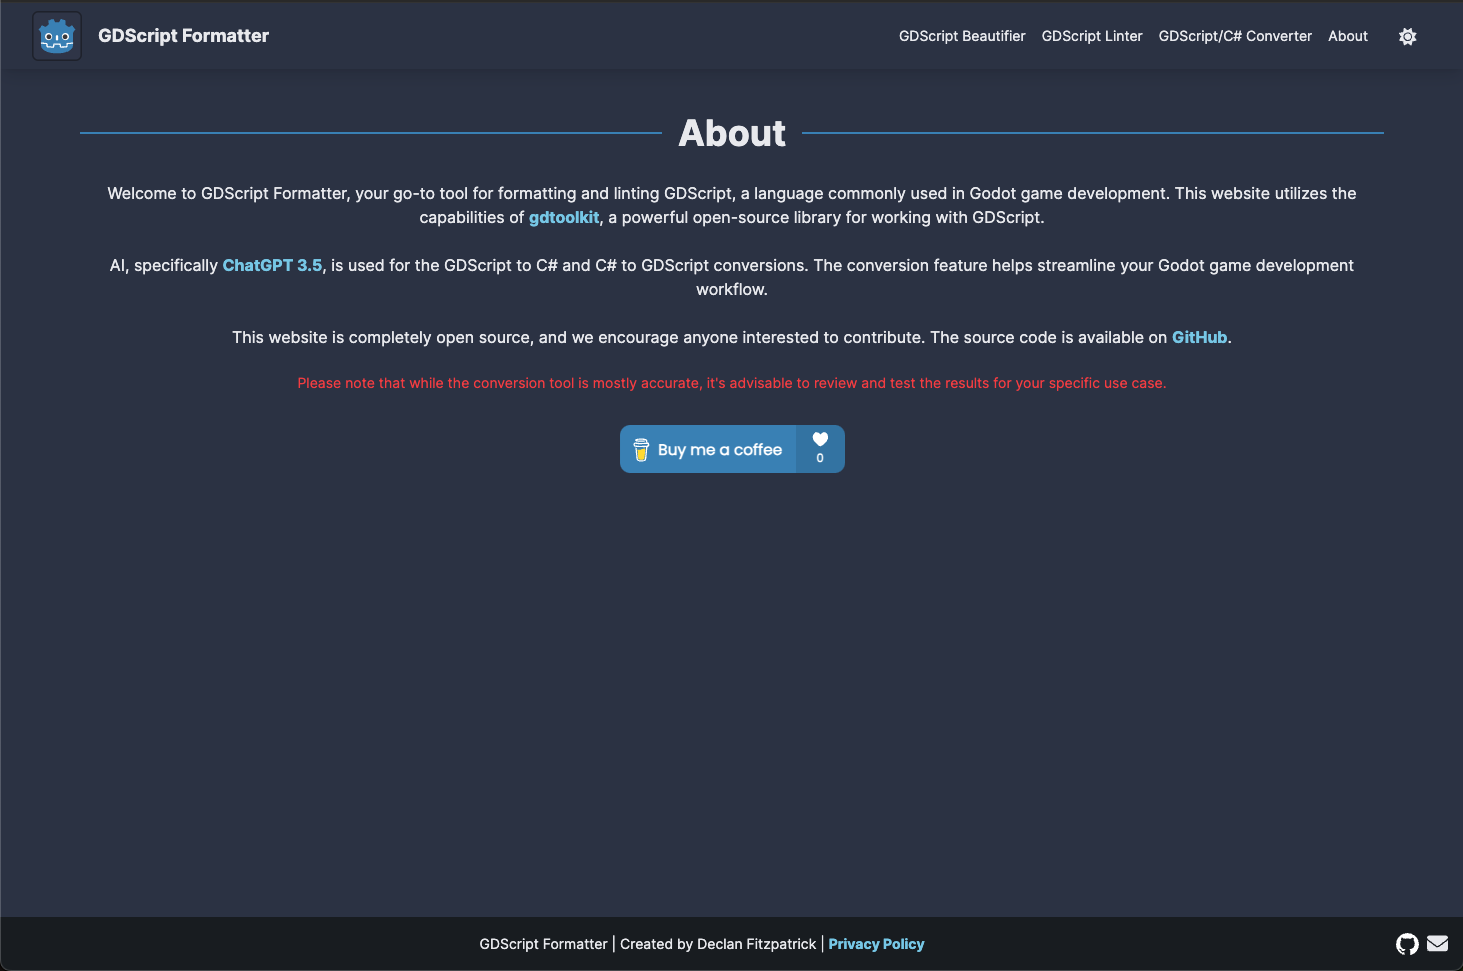 GDScript Formatter
GDScript Beautifier
GDScript Linter
GDScript/C# Converter
About
About
Welcome to GDScript Formatter, your go-to tool for formatting and linting GDScript, a language commonly used in Godot game development. This website utilizes the
capabilities of gdtoolkit, a powerful open-source library for working with GDScript.
AI, specifically ChatGPT 3.5, is used for the GDScript to C# and C# to GDScript conversions. The conversion feature helps streamline your Godot game development
workflow.
This website is completely open source, and we encourage anyone interested to contribute. The source code is available on GitHub.
Please note that while the conversion tool is mostly accurate, it's advisable to review and test the results for your specific use case.
Buy me a coffee
0
GDScript Formatter | Created by Declan Fitzpatrick | Privacy Policy